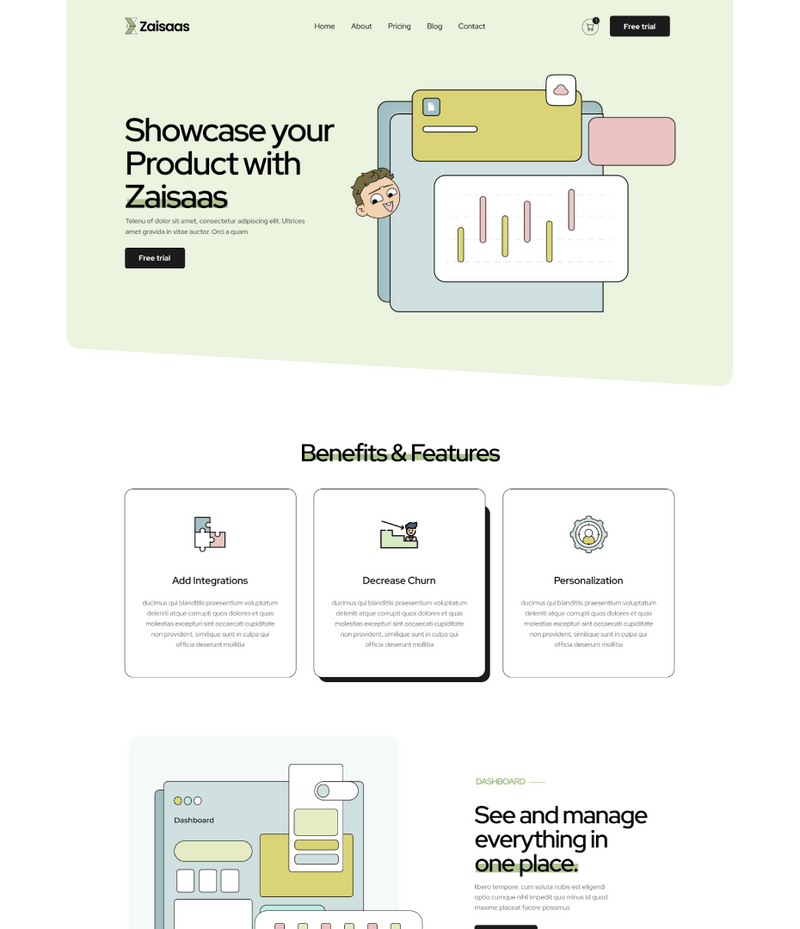 Zaisaas
Home About Pricing Blog Contact
1
Free trial
Showcase your
Product with
Zaisaas
Telenu of dolor sit amet, consectetur adipiscing elit. Ultrices
amet gravida in vitae auctor. Orci a quam
Free trial
Benefits & Features
Add Integrations
ducimus qui blanditiis praesentium voluptatum
deleniti atque corrupti quos dolores et quas
molestias excepturi sint occaecati cupiditate
non provident, similique sunt in culpa qui
officia deserunt mollitia
Decrease Churn
ducimus qui blanditiis praesentium voluptatum
deleniti atque corrupti quos dolores et quas
molestias excepturi sint occaecati cupiditate
non provident, similique sunt in culpa qui
officia deserunt mollitia
Personalization
ducimus qui blanditiis praesentium voluptatum
deleniti atque corrupti quos dolores et quas
molestias excepturi sint occaecati cupiditate
non provident, similique sunt in culpa qui
officia deserunt mollitia
Dashboard
DASHBOARD
See and manage
everything in
one place.
libero tempore, cum soluta nobis est eligendi
optio cumque nihil impedit quo minus id quod
maxime placeat facere possimus